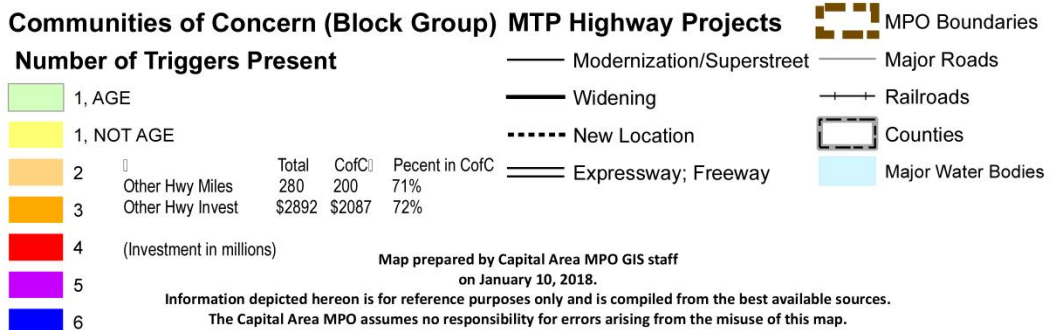 Communities of Concern (Block Group)
Number of Triggers Present
1, AGE
1, NOT AGE
2
3
4
5
6
Total CofC Pecent in CofC
Other Hwy Miles 280 200 71%
Other Hwy Invest $2892 $2087 72%
(Investment in millions)
MTP Highway Projects
Modernization/Superstreet
Widening
New Location
Expressway; Freeway
MPO Boundaries
Major Roads
Railroads
Counties
Major Water Bodies
Map prepared by Capital Area MPO GIS staff
on January 10, 2018.
Information depicted hereon is for reference purposes only and is compiled from the best available sources.
The Capital Area MPO assumes no responsibility for errors arising from the misuse of this map.